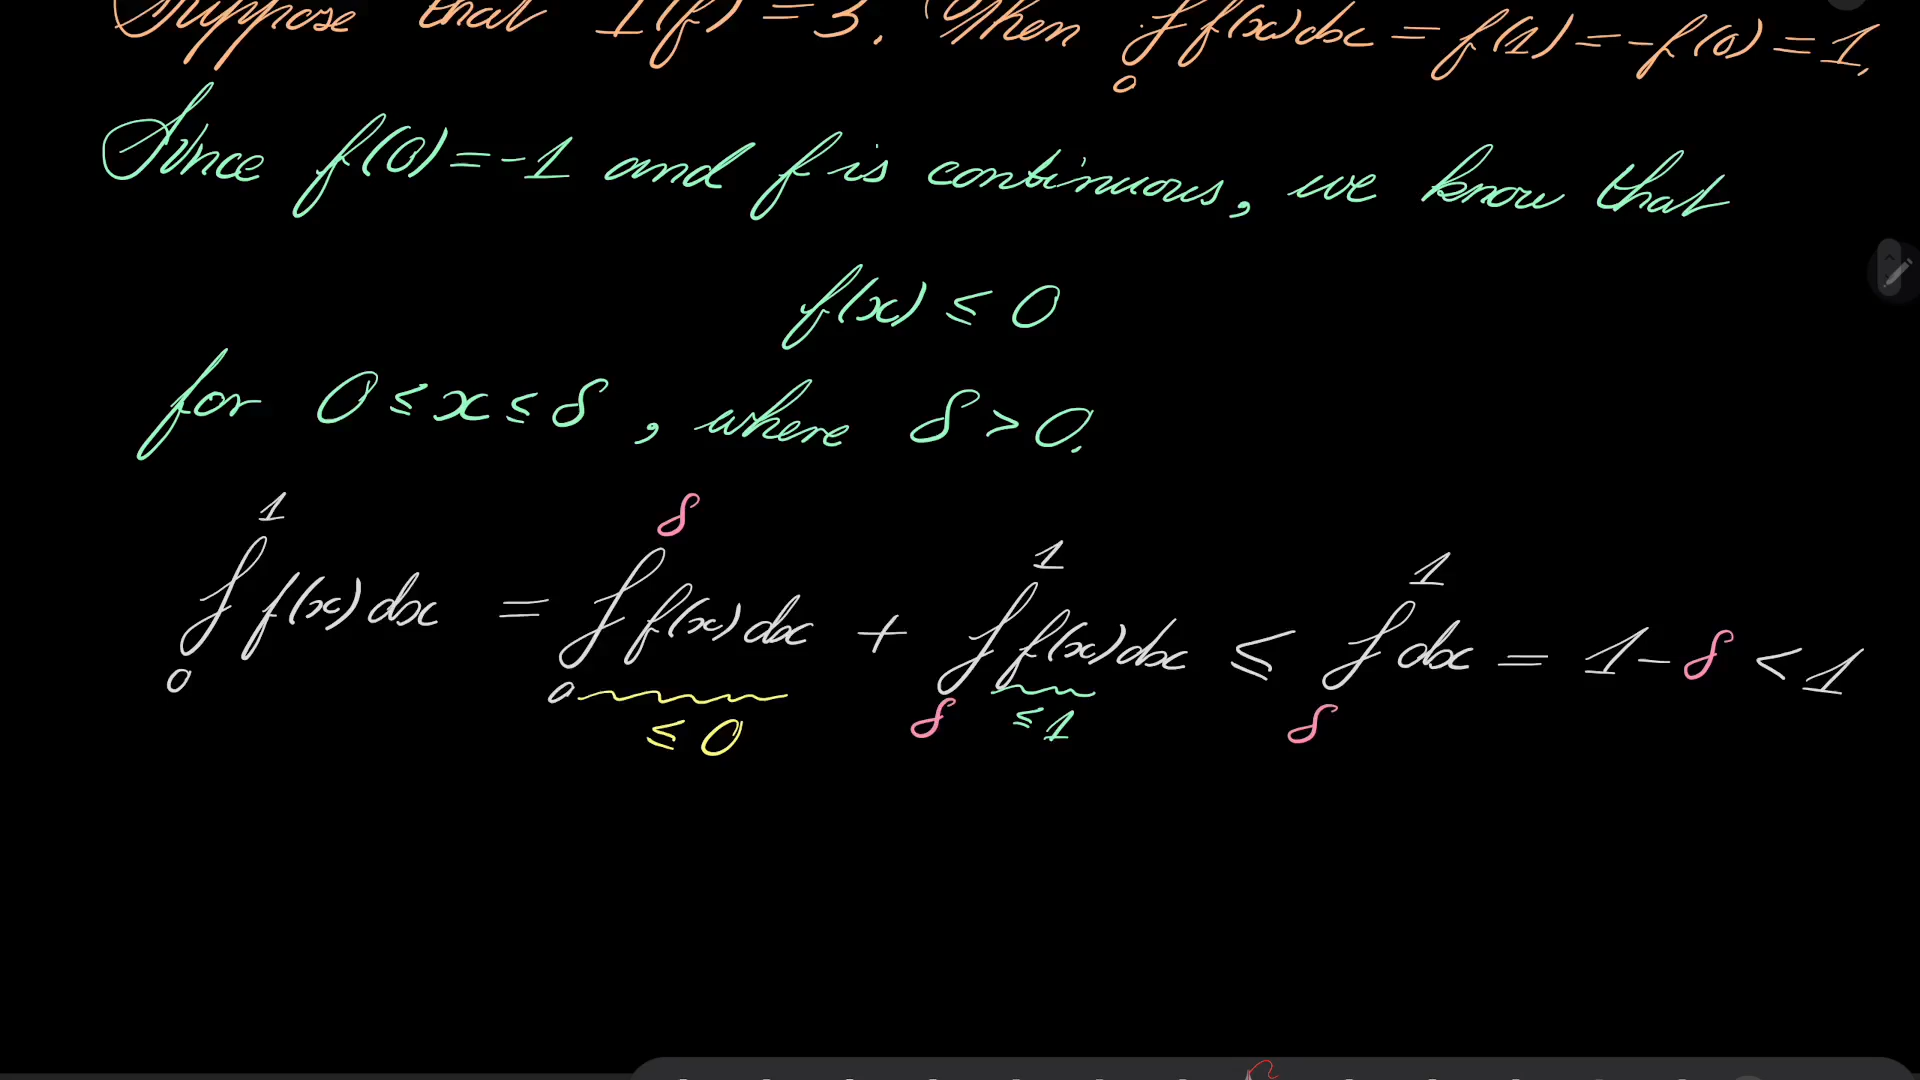 Suppose that I(f) = 3. Then ∫₀ f(x)dx = f(1) = -f(0) = 1.
Since f(0) = -1 and f is continuous, we know that
f(x) ≤ 0
for 0 ≤ x ≤ δ, where δ > 0.
∫₀¹ f(x)dx = ∫₀^δ f(x)dx + ∫_δ¹ f(x)dx ≤ ∫_δ¹ dx = 1 - δ < 1
≤ 0 ≤ 1